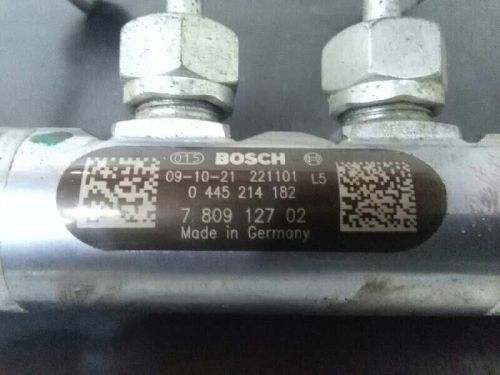 015 BOSCH
09-10-21 221101 L5
0 445 214 182
7 809 127 02
Made in Germany